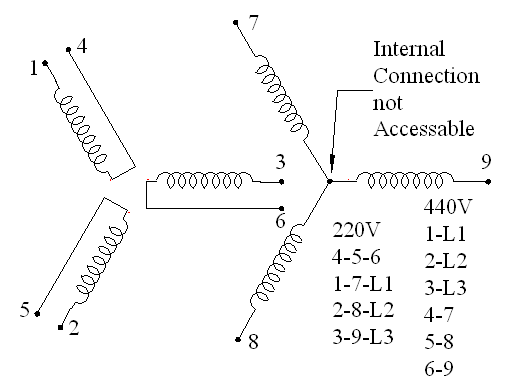 7
4
1
Internal
Connection
not
Accessable
3
9
6
5
2
8
220V
4-5-6
1-7-L1
2-8-L2
3-9-L3
440V
1-L1
2-L2
3-L3
4-7
5-8
6-9